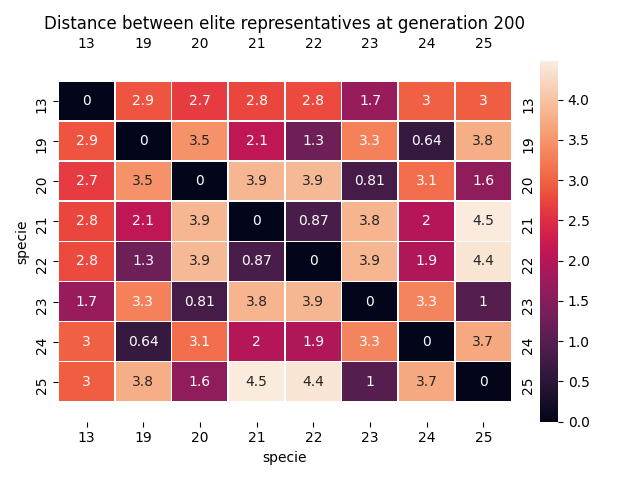 Distance between elite representatives at generation 200
13 19 20 21 22 23 24 25
13 0 2.9 2.7 2.8 2.8 1.7 3 3 13
19 2.9 0 3.5 2.1 1.3 3.3 0.64 3.8 19
20 2.7 3.5 0 3.9 3.9 0.81 3.1 1.6 20
21 2.8 2.1 3.9 0 0.87 3.8 2 4.5 21
22 2.8 1.3 3.9 0.87 0 3.9 1.9 4.4 22
23 1.7 3.3 0.81 3.8 3.9 0 3.3 1 23
24 3 0.64 3.1 2 1.9 3.3 0 3.7 24
25 3 3.8 1.6 4.5 4.4 1 3.7 0 25
13 19 20 21 22 23 24 25
specie
specie
4.0
3.5
3.0
2.5
2.0
1.5
1.0
0.5
0.0